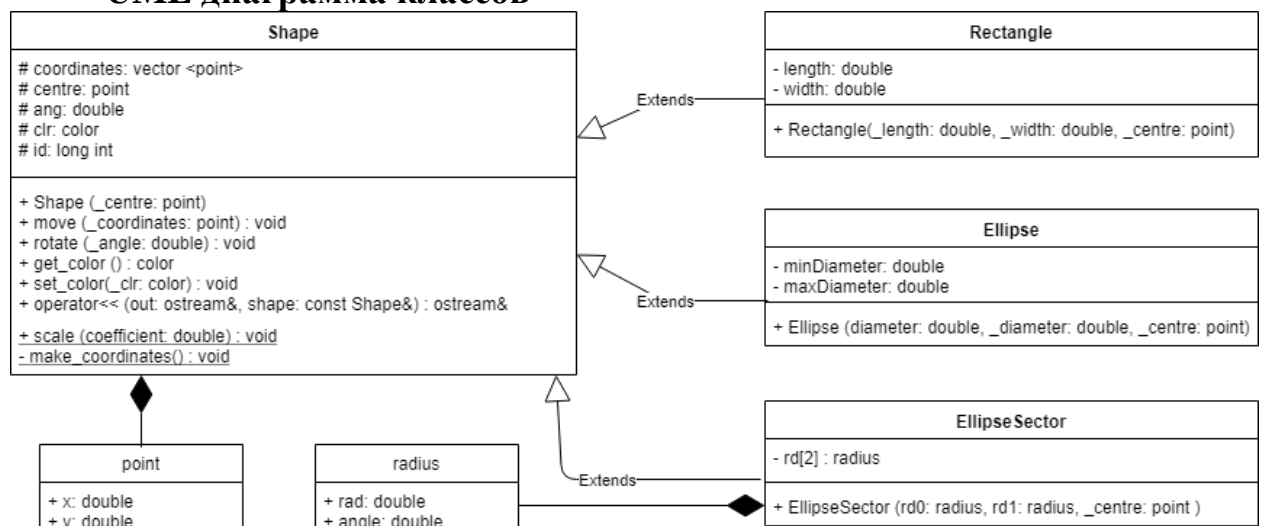 UML диаграмма классов
Shape
# coordinates: vector <point>
# centre: point
# ang: double
# clr: color
# id: long int
+ Shape (_centre: point)
+ move (_coordinates: point) : void
+ rotate (_angle: double) : void
+ get_color () : color
+ set_color(_clr: color) : void
+ operator<< (out: ostream&, shape: const Shape&) : ostream&
+ scale (coefficient: double) : void
- make_coordinates() : void
Extends
Rectangle
- length: double
- width: double
+ Rectangle(_length: double, _width: double, _centre: point)
Extends
Ellipse
- minDiameter: double
- maxDiameter: double
+ Ellipse (diameter: double, _diameter: double, _centre: point)
Extends
EllipseSector
- rd[2] : radius
+ EllipseSector (rd0: radius, rd1: radius, _centre: point )
point
+ x: double
+ y: double
radius
+ rad: double
+ angle: double